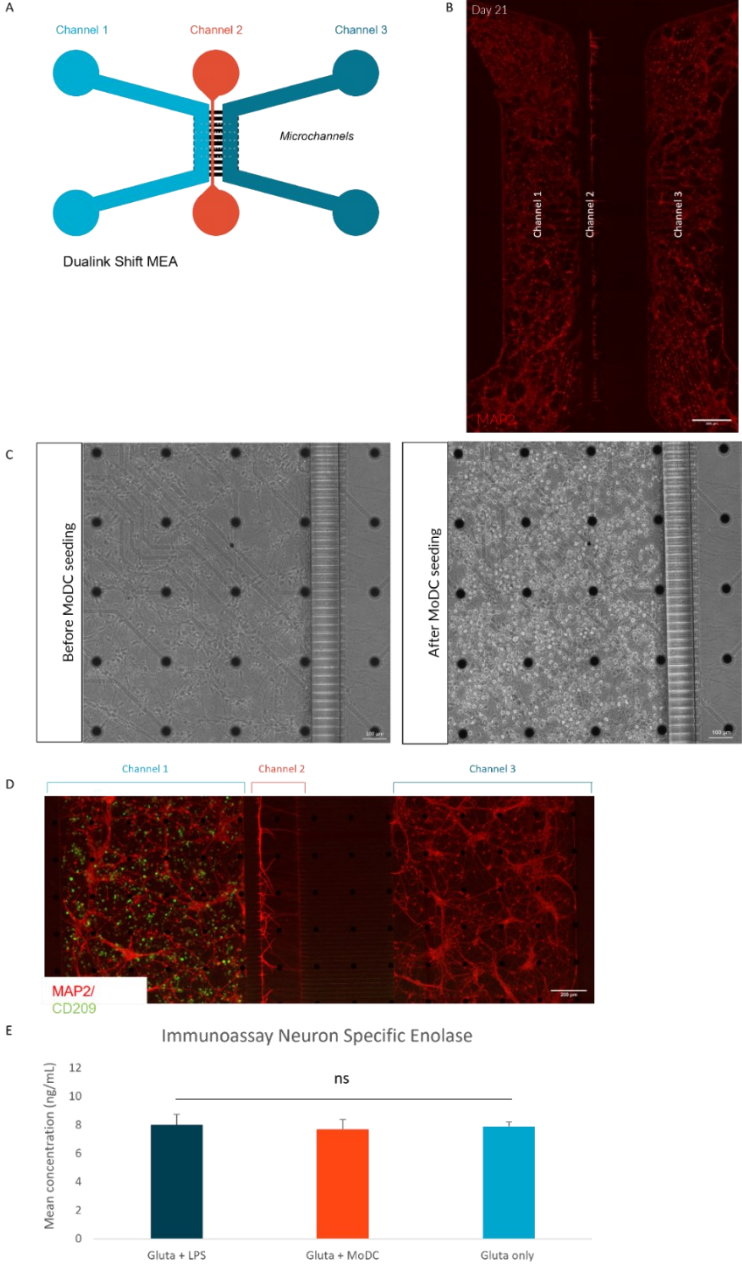 A
Channel 1
Channel 2
Channel 3
Microchannels
Dualink Shift MEA
B
Day 21
Channel 1
Channel 2
Channel 3
MAP2
C
Before MoDC seeding
100 µm
After MoDC seeding
100 µm
D
Channel 1
Channel 2
Channel 3
MAP2/
CD209
200 µm
E
Immunoassay Neuron Specific Enolase
ns
Mean concentration (ng/mL)
12
10
8
6
4
2
0
Gluta + LPS
Gluta + MoDC
Gluta only